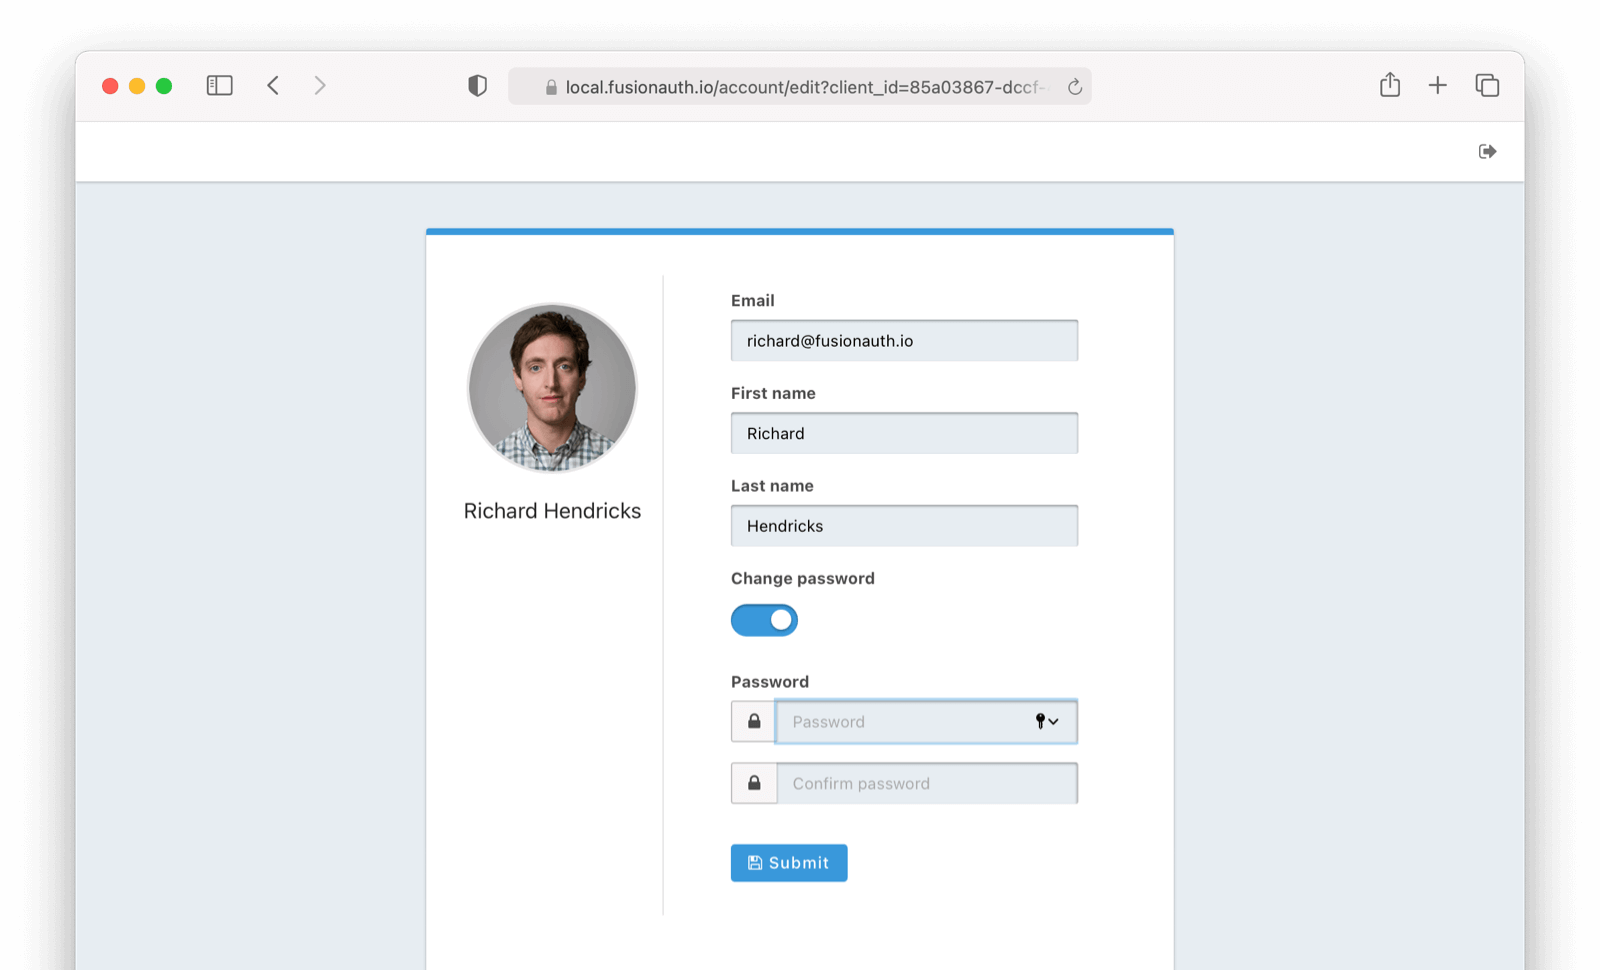 local.fusionauth.io/account/edit?client_id=85a03867-dccf-
Email
richard@fusionauth.io
First name
Richard
Last name
Richard Hendricks
Hendricks
Change password
Password
Password
Confirm password
Submit